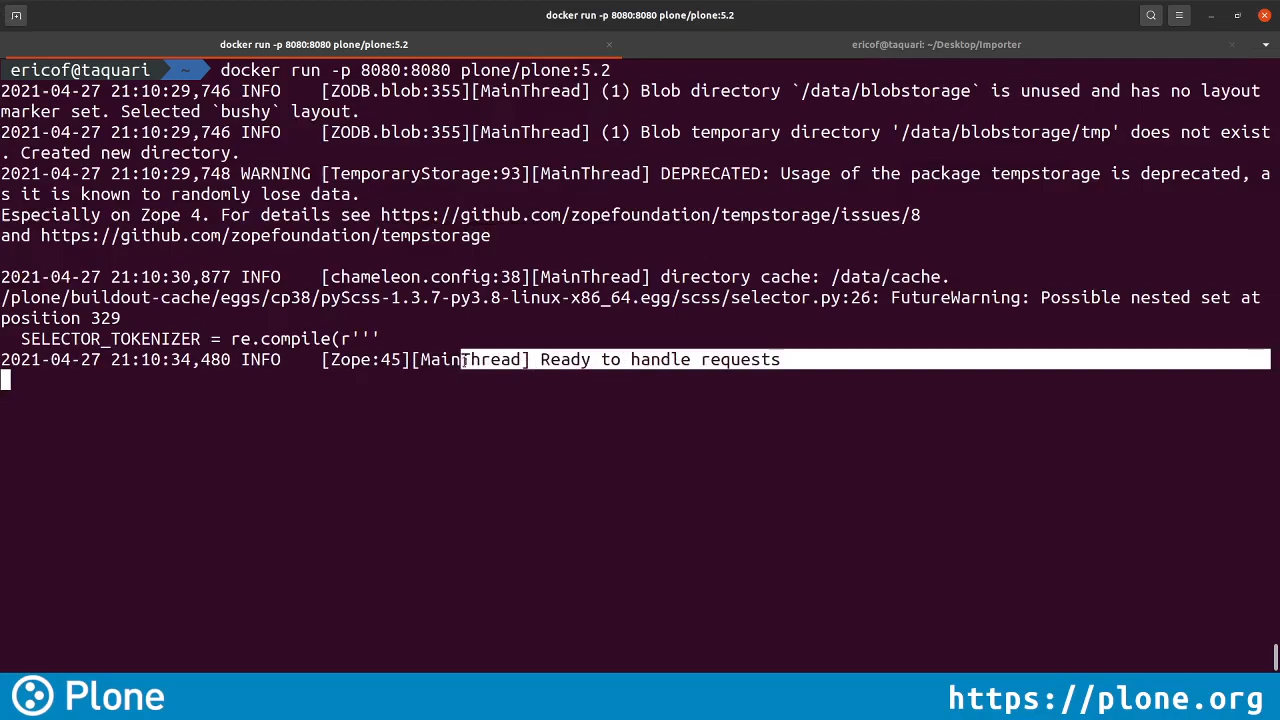 docker run -p 8080:8080 plone/plone:5.2
docker run -p 8080:8080 plone/plone:5.2
ericof@taquari: ~/Desktop/Importer
ericof@taquari ~ docker run -p 8080:8080 plone/plone:5.2
2021-04-27 21:10:29,746 INFO [ZODB.blob:355][MainThread] (1) Blob directory `/data/blobstorage` is unused and has no layout
marker set. Selected `bushy` layout.
2021-04-27 21:10:29,746 INFO [ZODB.blob:355][MainThread] (1) Blob temporary directory '/data/blobstorage/tmp' does not exist
. Created new directory.
2021-04-27 21:10:29,748 WARNING [TemporaryStorage:93][MainThread] DEPRECATED: Usage of the package tempstorage is deprecated, a
s it is known to randomly lose data.
Especially on Zope 4. For details see https://github.com/zopefoundation/tempstorage/issues/8
and https://github.com/zopefoundation/tempstorage
2021-04-27 21:10:30,877 INFO [chameleon.config:38][MainThread] directory cache: /data/cache.
/plone/buildout-cache/eggs/cp38/pyScss-1.3.7-py3.8-linux-x86_64.egg/scss/selector.py:26: FutureWarning: Possible nested set at
position 329
SELECTOR_TOKENIZER = re.compile(r'''
2021-04-27 21:10:34,480 INFO [Zope:45][MainThread] Ready to handle requests
Plone
https://plone.org